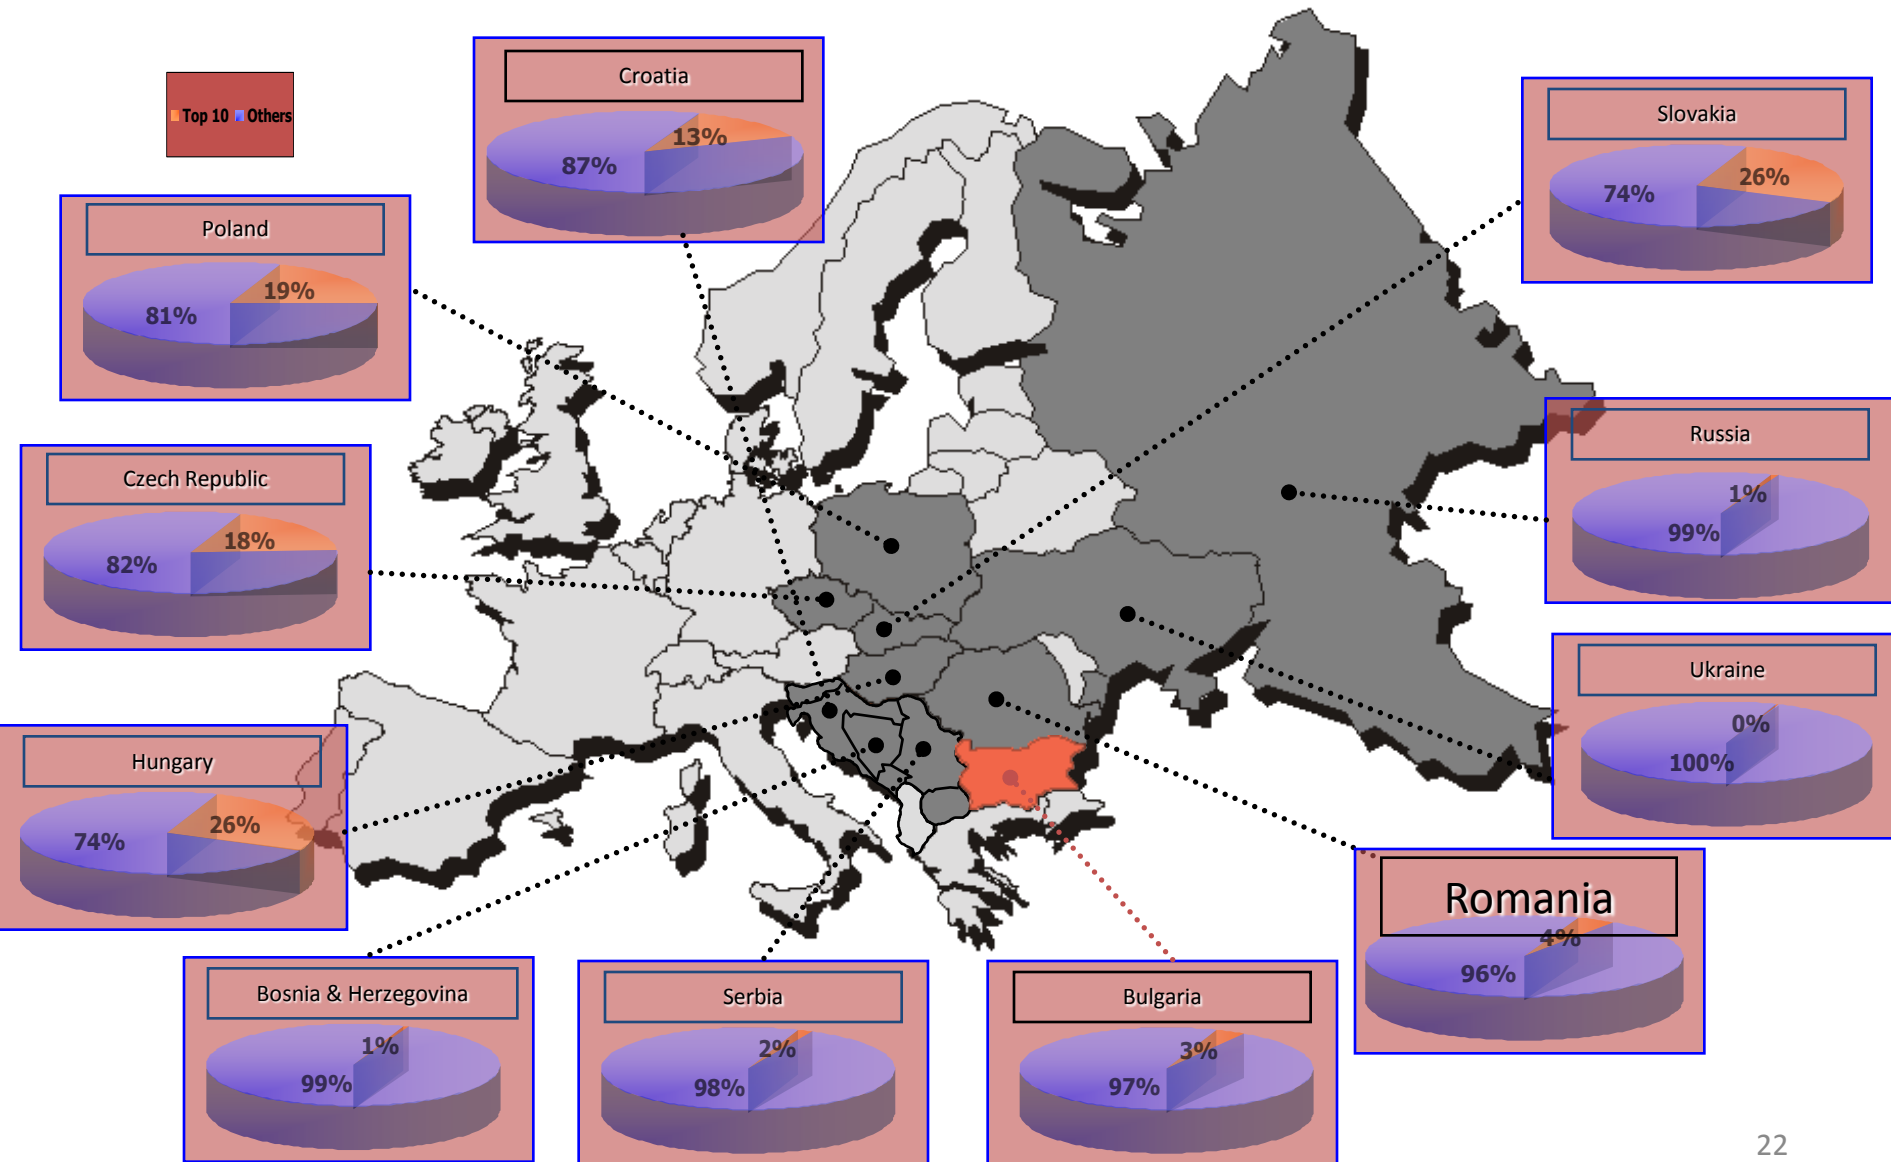 Top 10 Others
Croatia
13%
87%
Slovakia
26%
74%
Poland
19%
81%
Czech Republic
18%
82%
Russia
1%
99%
Ukraine
0%
100%
Hungary
26%
74%
Romania
4%
96%
Bosnia & Herzegovina
1%
99%
Serbia
2%
98%
Bulgaria
3%
97%
22